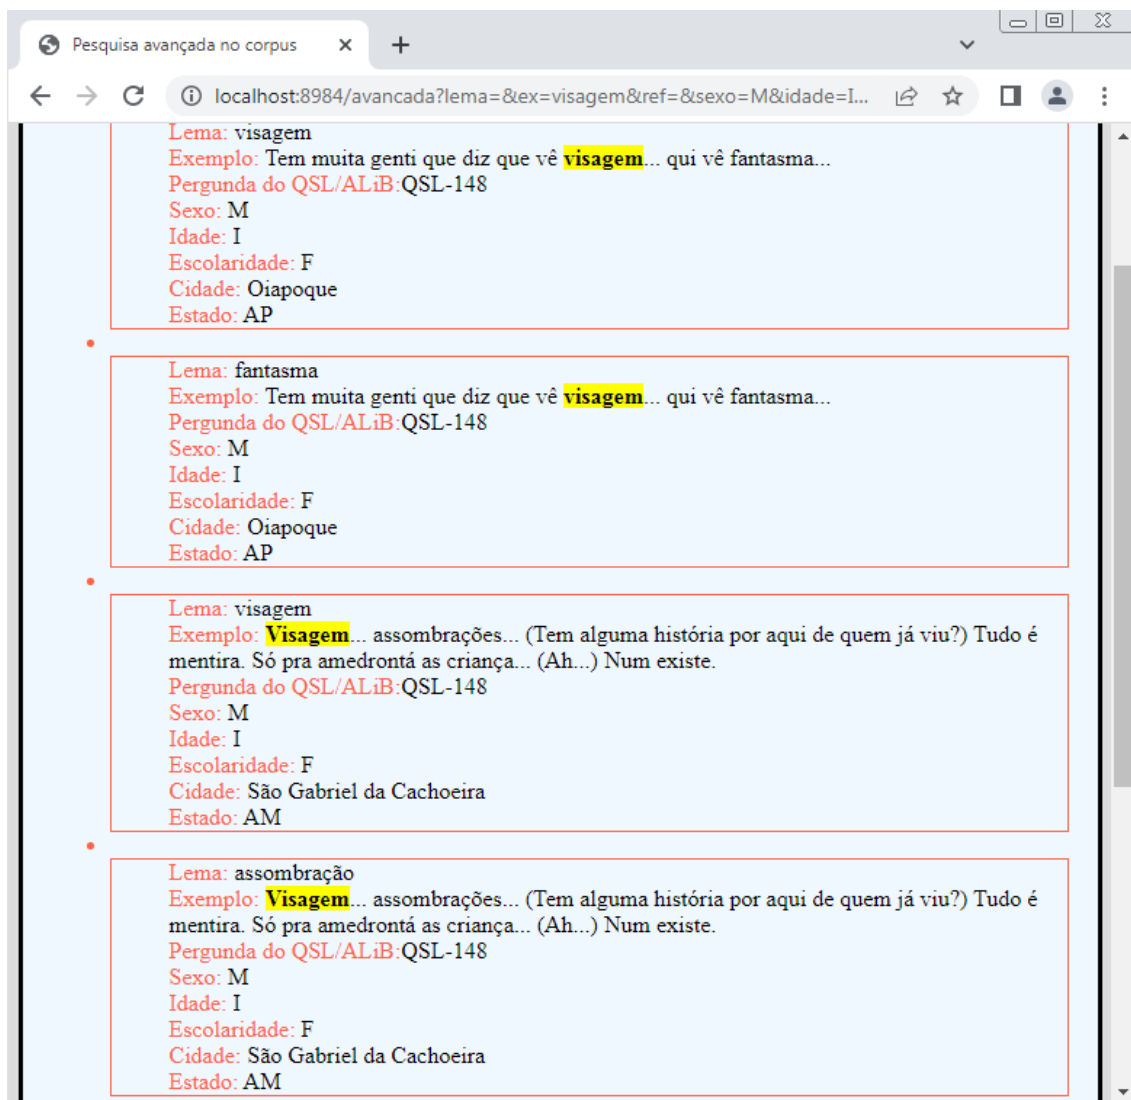 Pesquisa avançada no corpus
localhost:8984/avancada?lema=&ex=visagem&ref=&sexo=M&idade=I...
Lema: visagem
Exemplo: Tem muita genti que diz que vê visagem... qui vê fantasma...
Pergunda do QSL/ALiB:QSL-148
Sexo: M
Idade: I
Escolaridade: F
Cidade: Oiapoque
Estado: AP
Lema: fantasma
Exemplo: Tem muita genti que diz que vê visagem... qui vê fantasma...
Pergunda do QSL/ALiB:QSL-148
Sexo: M
Idade: I
Escolaridade: F
Cidade: Oiapoque
Estado: AP
Lema: visagem
Exemplo: Visagem... assombrações... (Tem alguma história por aqui de quem já viu?) Tudo é
mentira. Só pra amedrontá as criança... (Ah...) Num existe.
Pergunda do QSL/ALiB:QSL-148
Sexo: M
Idade: I
Escolaridade: F
Cidade: São Gabriel da Cachoeira
Estado: AM
Lema: assombração
Exemplo: Visagem... assombrações... (Tem alguma história por aqui de quem já viu?) Tudo é
mentira. Só pra amedrontá as criança... (Ah...) Num existe.
Pergunda do QSL/ALiB:QSL-148
Sexo: M
Idade: I
Escolaridade: F
Cidade: São Gabriel da Cachoeira
Estado: AM